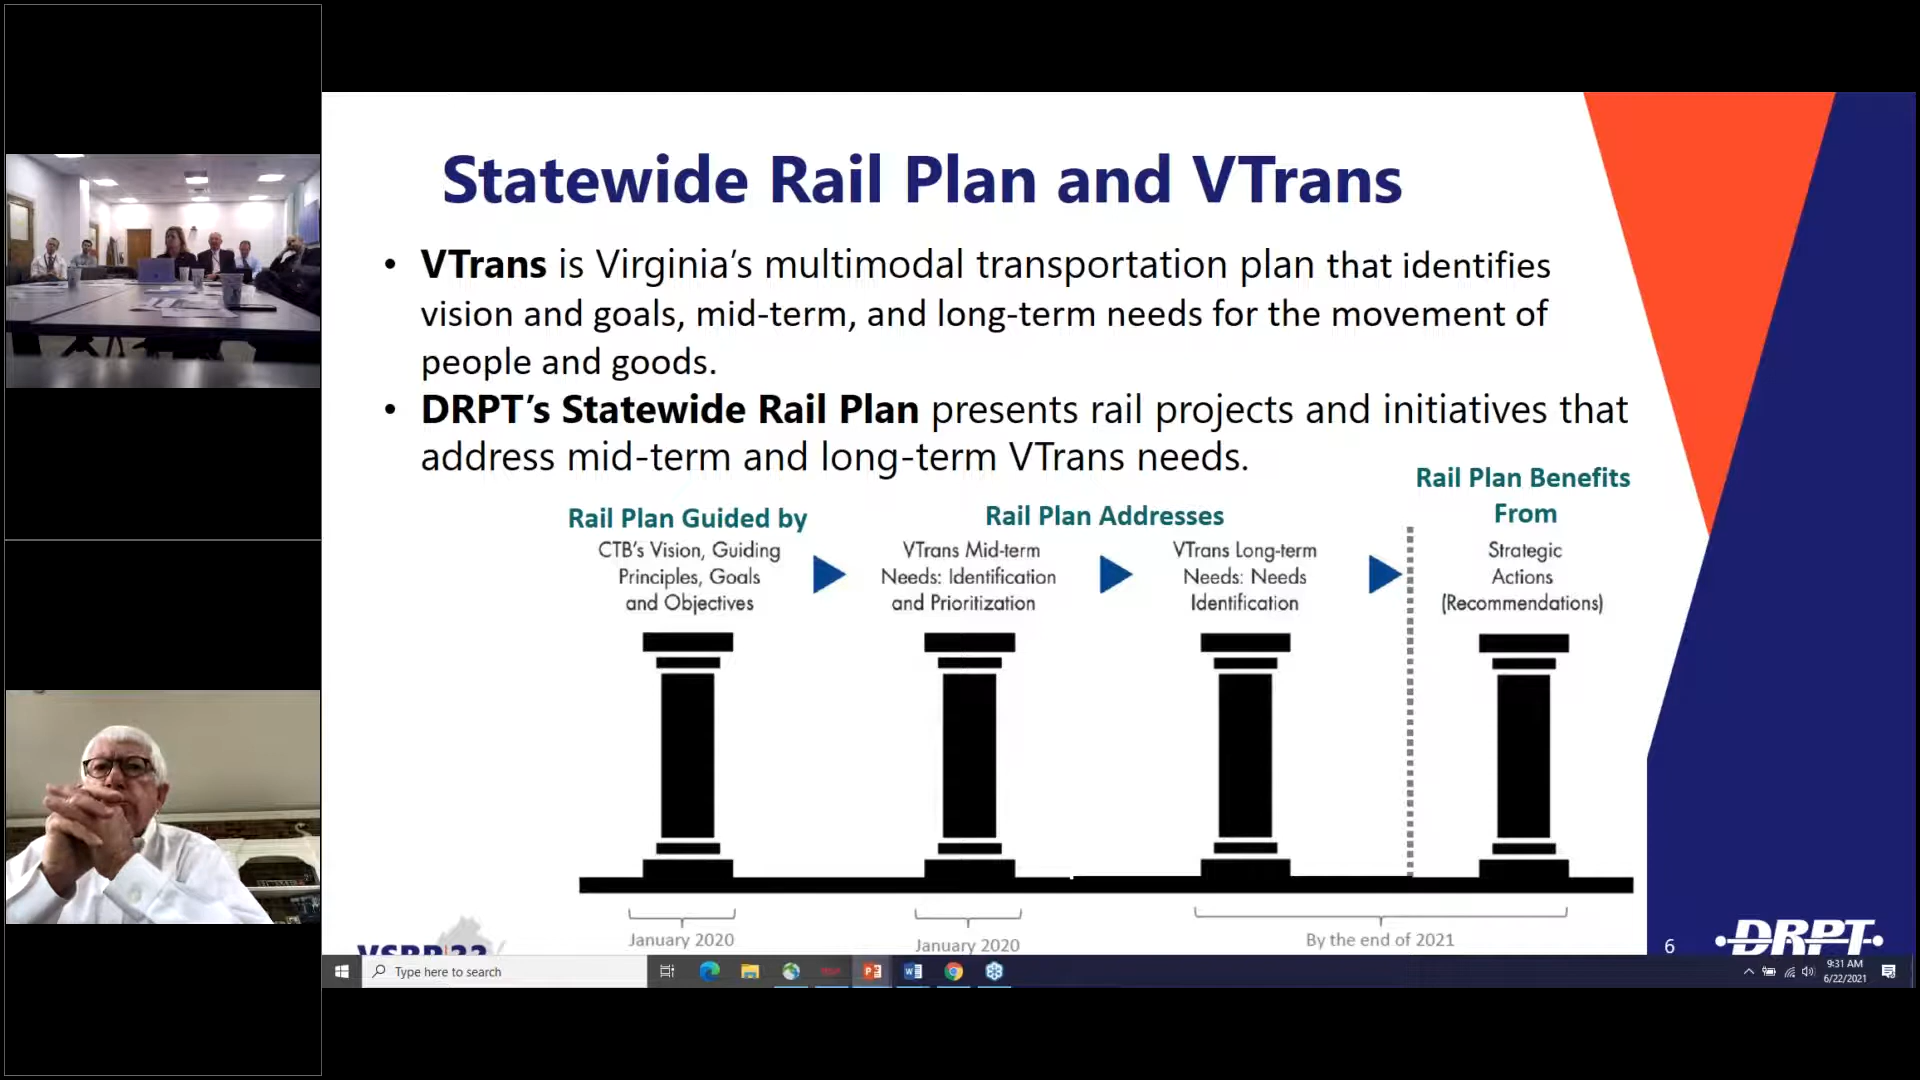 Statewide Rail Plan and VTrans
• VTrans is Virginia’s multimodal transportation plan that identifies
vision and goals, mid-term, and long-term needs for the movement of
people and goods.
• DRPT’s Statewide Rail Plan presents rail projects and initiatives that
address mid-term and long-term VTrans needs.
Rail Plan Guided by
CTB’s Vision, Guiding
Principles, Goals
and Objectives
Rail Plan Addresses
VTrans Mid-term
Needs: Identification
and Prioritization
VTrans Long-term
Needs: Needs
Identification
Rail Plan Benefits
From
Strategic
Actions
(Recommendations)
January 2020
January 2020
By the end of 2021
6
DRPT
Type here to search
9:31 AM
6/22/2021